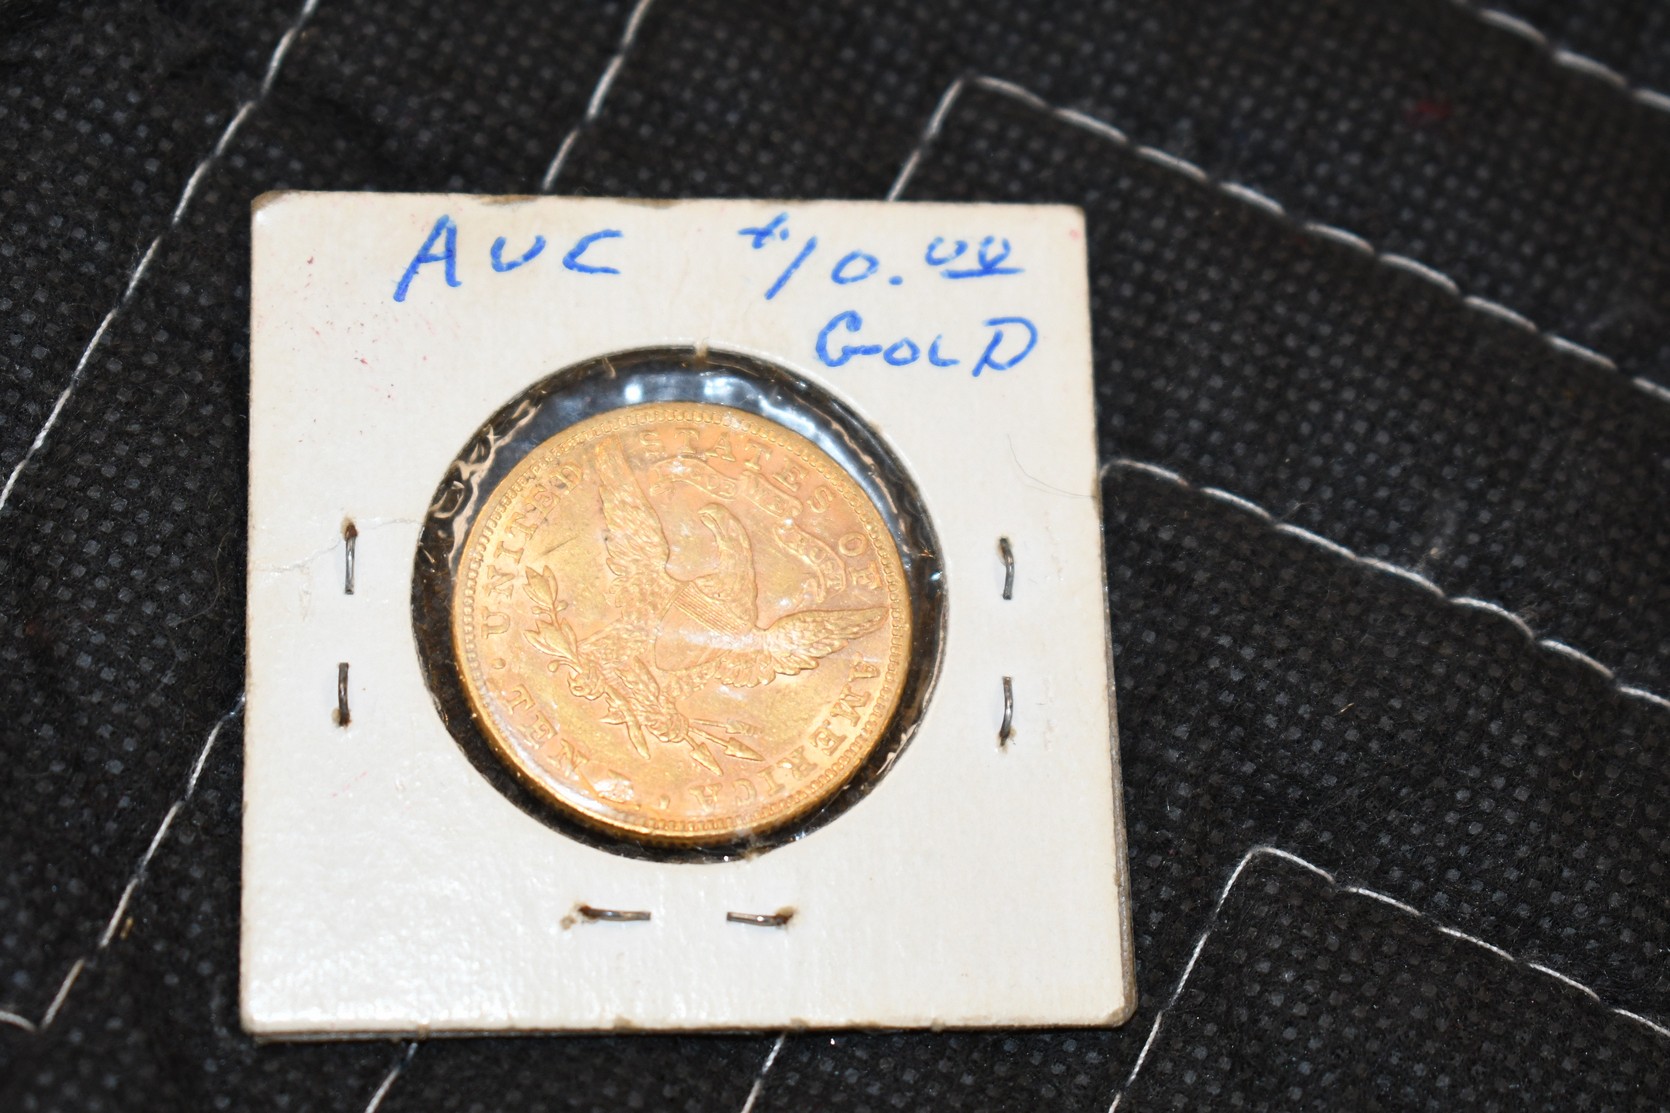 AUC $10.00
GOLD
UNITED STATES OF AMERICA
IN GOD WE TRUST
TEN D.